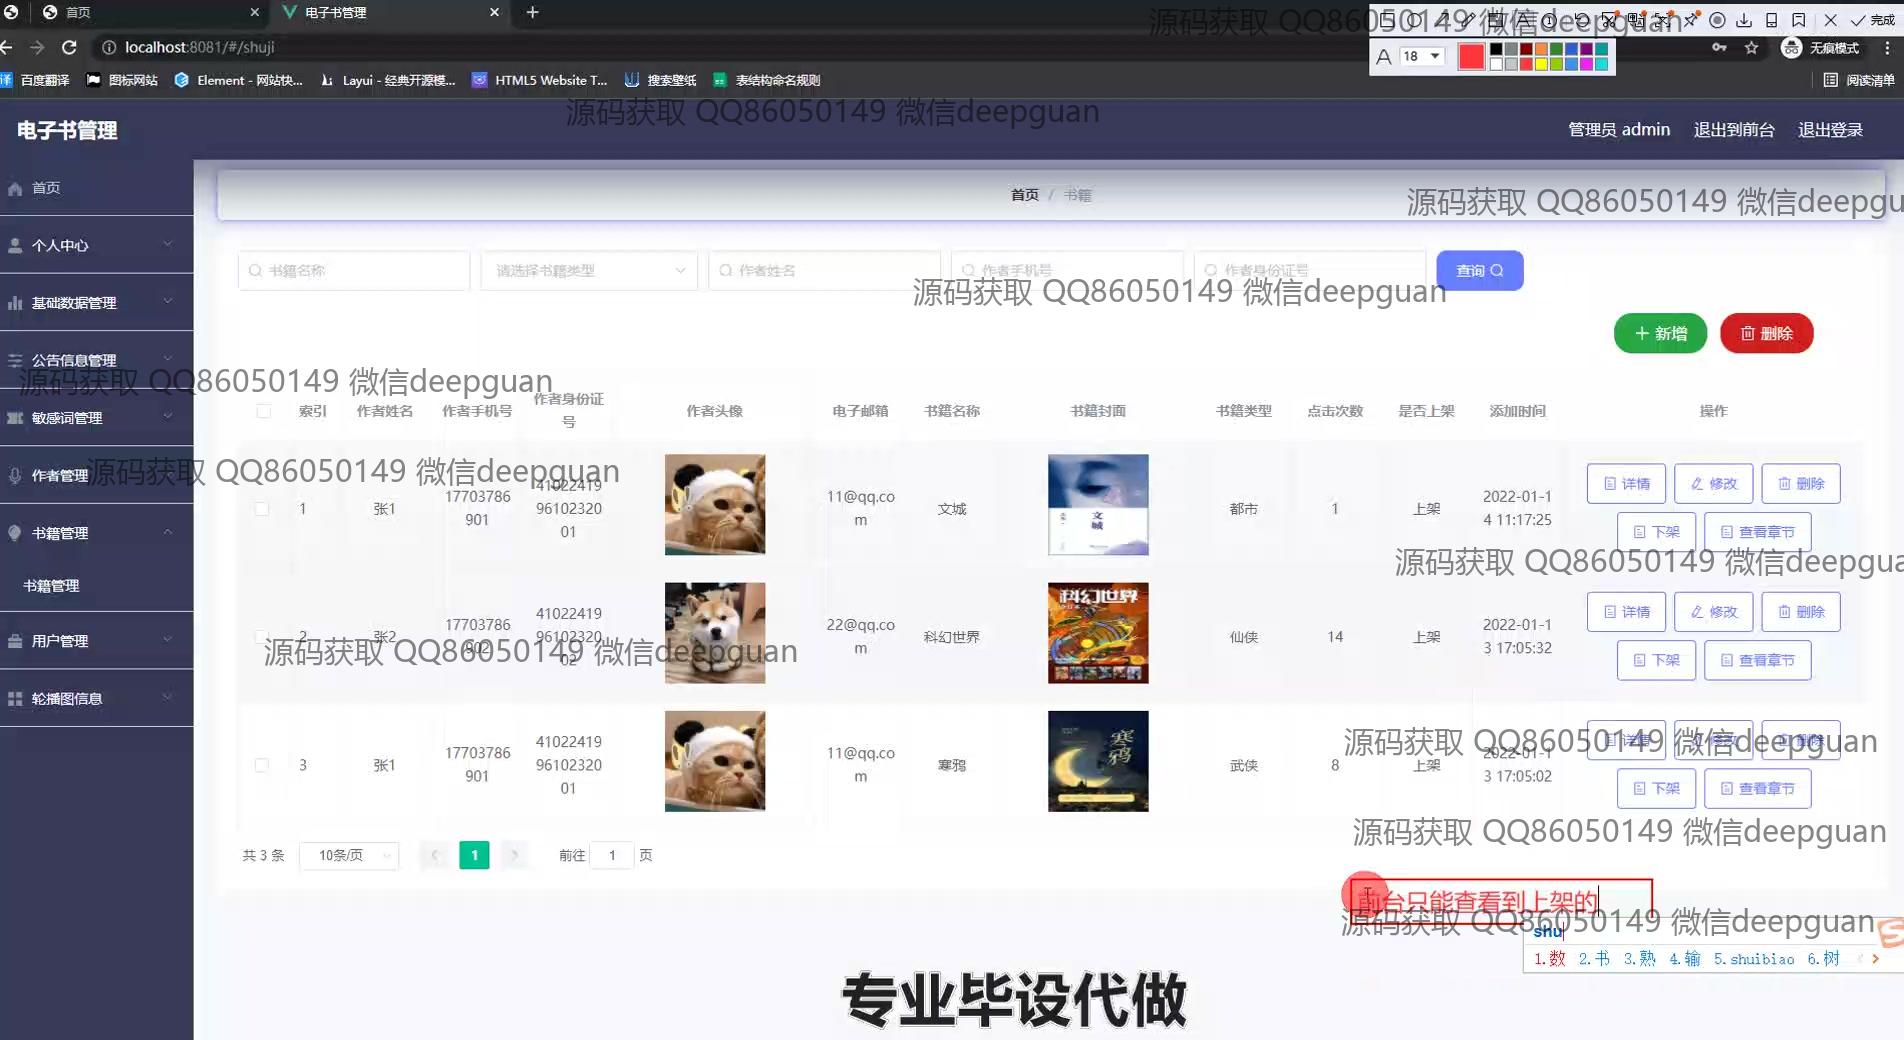 首页
电子书管理
localhost:8081/#/shuji
18
完成
无痕模式
译 百度翻译
图标网站
Element - 网站快...
Layui - 经典开源模...
HTML5 Website T...
搜索壁纸
表结构命名规则
阅读清单
源码获取 QQ86050149 微信deepguan
源码获取 QQ86050149 微信deepguan
电子书管理
管理员 admin
退出到前台
退出登录
首页
个人中心
基础数据管理
公告信息管理
敏感词管理
作者管理
书籍管理
书籍管理
用户管理
轮播图信息
首页 / 书籍
源码获取 QQ86050149 微信deepgu
书籍名称
请选择书籍类型
作者姓名
作者手机号
作者身份证号
查询
源码获取 QQ86050149 微信deepguan
新增
删除
源码获取 QQ86050149 微信deepguan
索引 作者姓名 作者手机号 作者身份证号 作者头像 电子邮箱 书籍名称 书籍封面 书籍类型 点击次数 是否上架 添加时间 操作
源码获取 QQ86050149 微信deepguan
1 张1 17703786901 410224199610232001 11@qq.com 文城 文城 都市 1 上架 2022-01-14 11:17:25 详情 修改 删除
下架 查看章节
源码获取 QQ86050149 微信deepgua
2 张2 17703786902 410224199610232002 22@qq.com 科幻世界 科幻世界 仙侠 14 上架 2022-01-13 17:05:32 详情 修改 删除
下架 查看章节
源码获取 QQ86050149 微信deepguan
3 张1 17703786901 410224199610232001 11@qq.com 寒鸦 寒鸦 武侠 8 上架 2022-01-13 17:05:02 详情 修改 删除
下架 查看章节
源码获取 QQ86050149 微信deepguan
源码获取 QQ86050149 微信deepguan
共 3 条
10条/页
1
前往 1 页
前台只能查看到上架的
源码获取 QQ86050149 微信deepguan
shu
1.数 2.书 3.熟 4.输 5.shuibiao 6.树
专业毕设代做